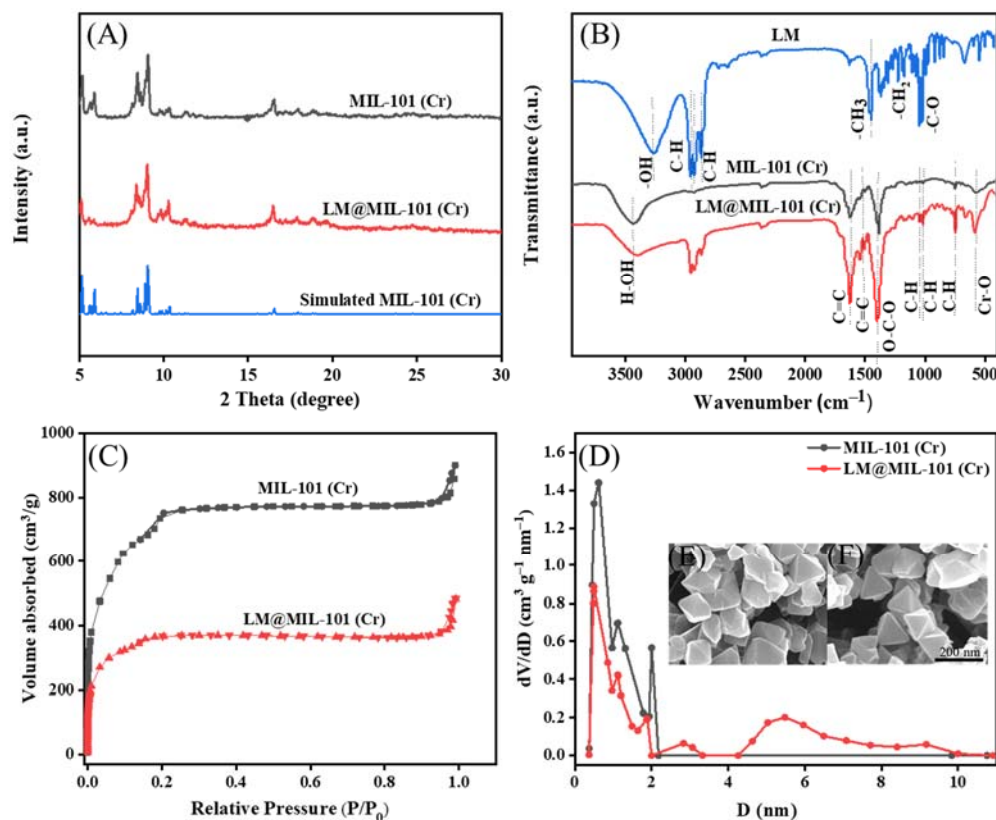 (A)
MIL-101 (Cr)
LM@MIL-101 (Cr)
Simulated MIL-101 (Cr)
Intensity (a.u.)
5 10 15 20 25 30
2 Theta (degree)
(B)
LM
-OH
C-H
C-H
-CH3
-CH2
-C-O
MIL-101 (Cr)
LM@MIL-101 (Cr)
H-OH
C=C
C=C
O-C-O
C-H
C-H
C-H
Cr-O
Transmittance (a.u.)
3500 3000 2500 2000 1500 1000 500
Wavenumber (cm⁻¹)
(C)
1000
800
600
400
200
0
MIL-101 (Cr)
LM@MIL-101 (Cr)
Volume absorbed (cm³/g)
0.0 0.2 0.4 0.6 0.8 1.0
Relative Pressure (P/P₀)
(D)
MIL-101 (Cr)
LM@MIL-101 (Cr)
1.6
1.4
1.2
1.0
0.8
0.6
0.4
0.2
0.0
(E)
(F)
200 nm
dV/dD (cm³ g⁻¹ nm⁻¹)
0 2 4 6 8 10
D (nm)